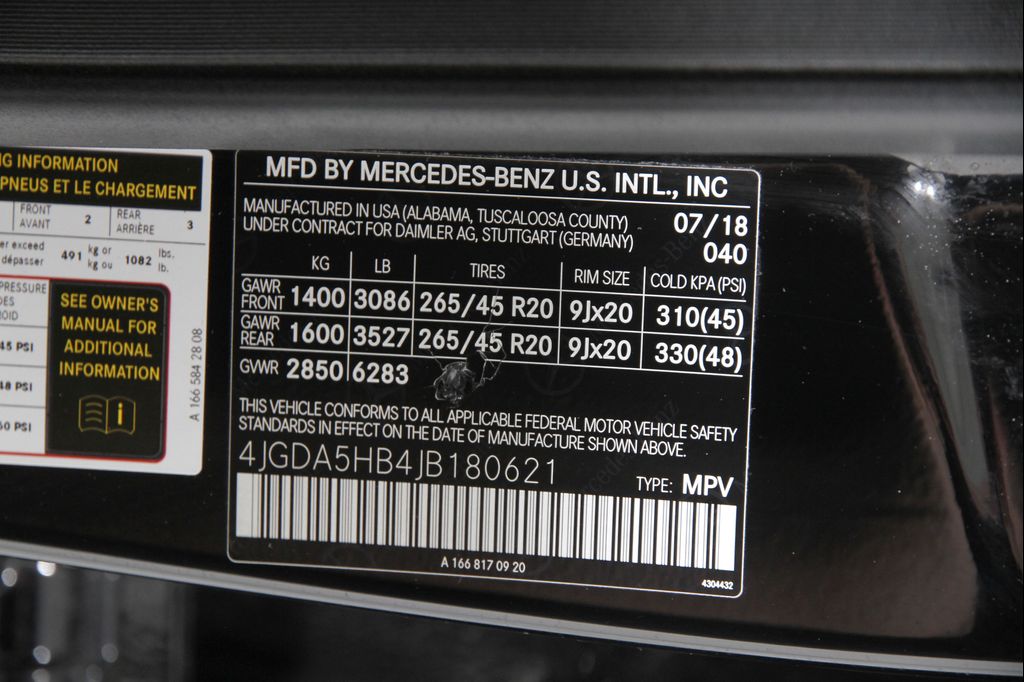 G INFORMATION
PNEUS ET LE CHARGEMENT
FRONT
AVANT
2
REAR
ARRIÈRE
3
er exceed
dépasser
491
kg or
kg ou
1082
lbs.
lb.
PRESSURE
45 PSI
48 PSI
60 PSI
SEE OWNER'S
MANUAL FOR
ADDITIONAL
INFORMATION
i
A 166 584 28 08
MFD BY MERCEDES-BENZ U.S. INTL., INC
MANUFACTURED IN USA (ALABAMA, TUSCALOOSA COUNTY) 07/18
UNDER CONTRACT FOR DAIMLER AG, STUTTGART (GERMANY) 040
KG LB TIRES RIM SIZE COLD KPA (PSI)
GAWR FRONT 1400 3086 265/45 R20 9Jx20 310(45)
GAWR REAR 1600 3527 265/45 R20 9Jx20 330(48)
GVWR 2850 6283
THIS VEHICLE CONFORMS TO ALL APPLICABLE FEDERAL MOTOR VEHICLE SAFETY
STANDARDS IN EFFECT ON THE DATE OF MANUFACTURE SHOWN ABOVE.
4JGDA5HB4JB180621
TYPE: MPV
A 166 817 09 20
4304432